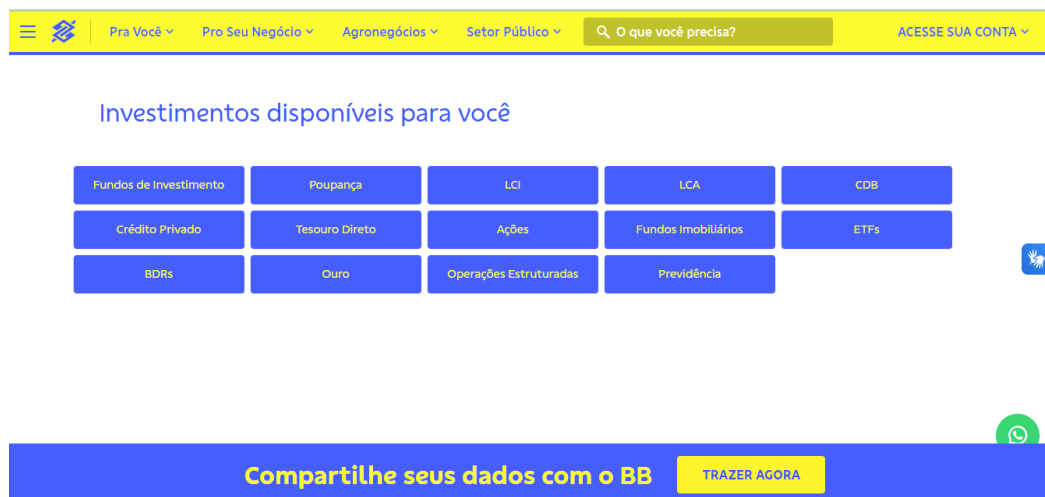 Pra Você Pro Seu Negócio Agronegócios Setor Público O que você precisa? ACESSE SUA CONTA
Investimentos disponíveis para você
Fundos de Investimento Poupança LCI LCA CDB
Crédito Privado Tesouro Direto Ações Fundos Imobiliários ETFs
BDRs Ouro Operações Estruturadas Previdência
Compartilhe seus dados com o BB TRAZER AGORA